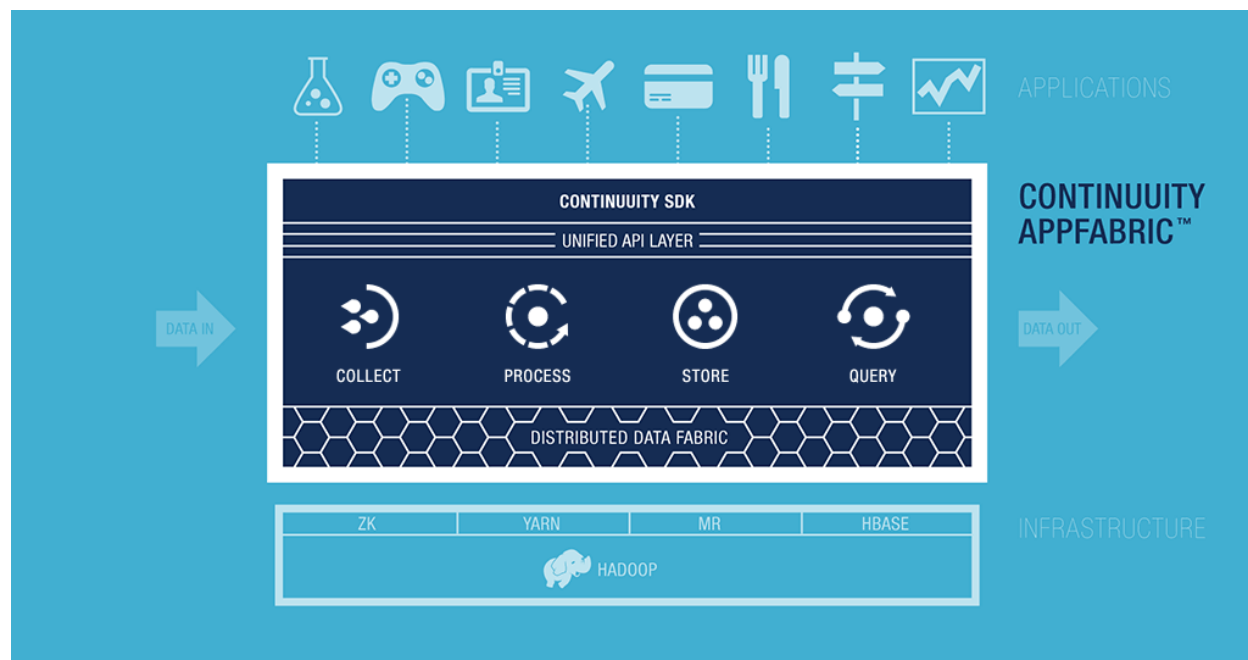 APPLICATIONS
CONTINUUITY SDK
CONTINUUITY
APPFABRIC™
UNIFIED API LAYER
DATA IN
DATA OUT
COLLECT
PROCESS
STORE
QUERY
DISTRIBUTED DATA FABRIC
ZK
YARN
MR
HBASE
INFRASTRUCTURE
HADOOP